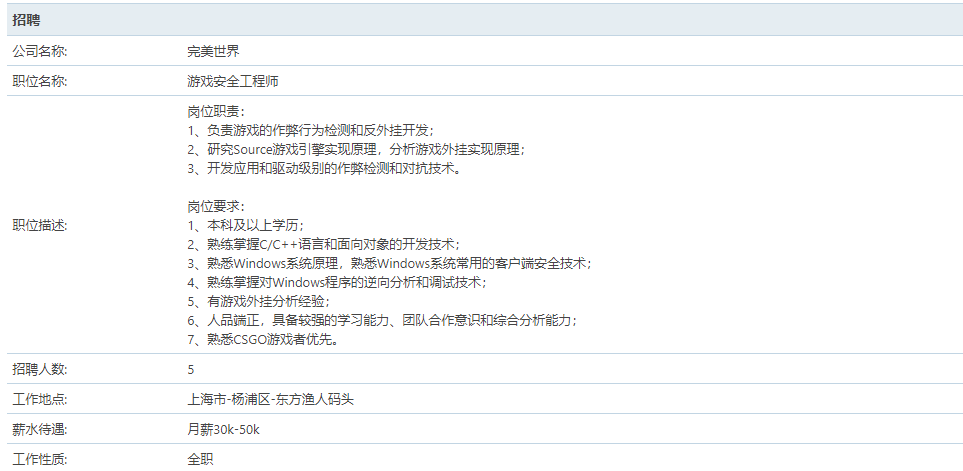 招聘
公司名称: 完美世界
职位名称: 游戏安全工程师
职位描述:
岗位职责：
1、负责游戏的作弊行为检测和反外挂开发；
2、研究Source游戏引擎实现原理，分析游戏外挂实现原理；
3、开发应用和驱动级别的作弊检测和对抗技术。
岗位要求：
1、本科及以上学历；
2、熟练掌握C/C++语言和面向对象的开发技术；
3、熟悉Windows系统原理，熟悉Windows系统常用的客户端安全技术；
4、熟练掌握对Windows程序的逆向分析和调试技术；
5、有游戏外挂分析经验；
6、人品端正，具备较强的学习能力、团队合作意识和综合分析能力；
7、熟悉CSGO游戏者优先。
招聘人数: 5
工作地点: 上海市-杨浦区-东方渔人码头
薪水待遇: 月薪30k-50k
工作性质: 全职